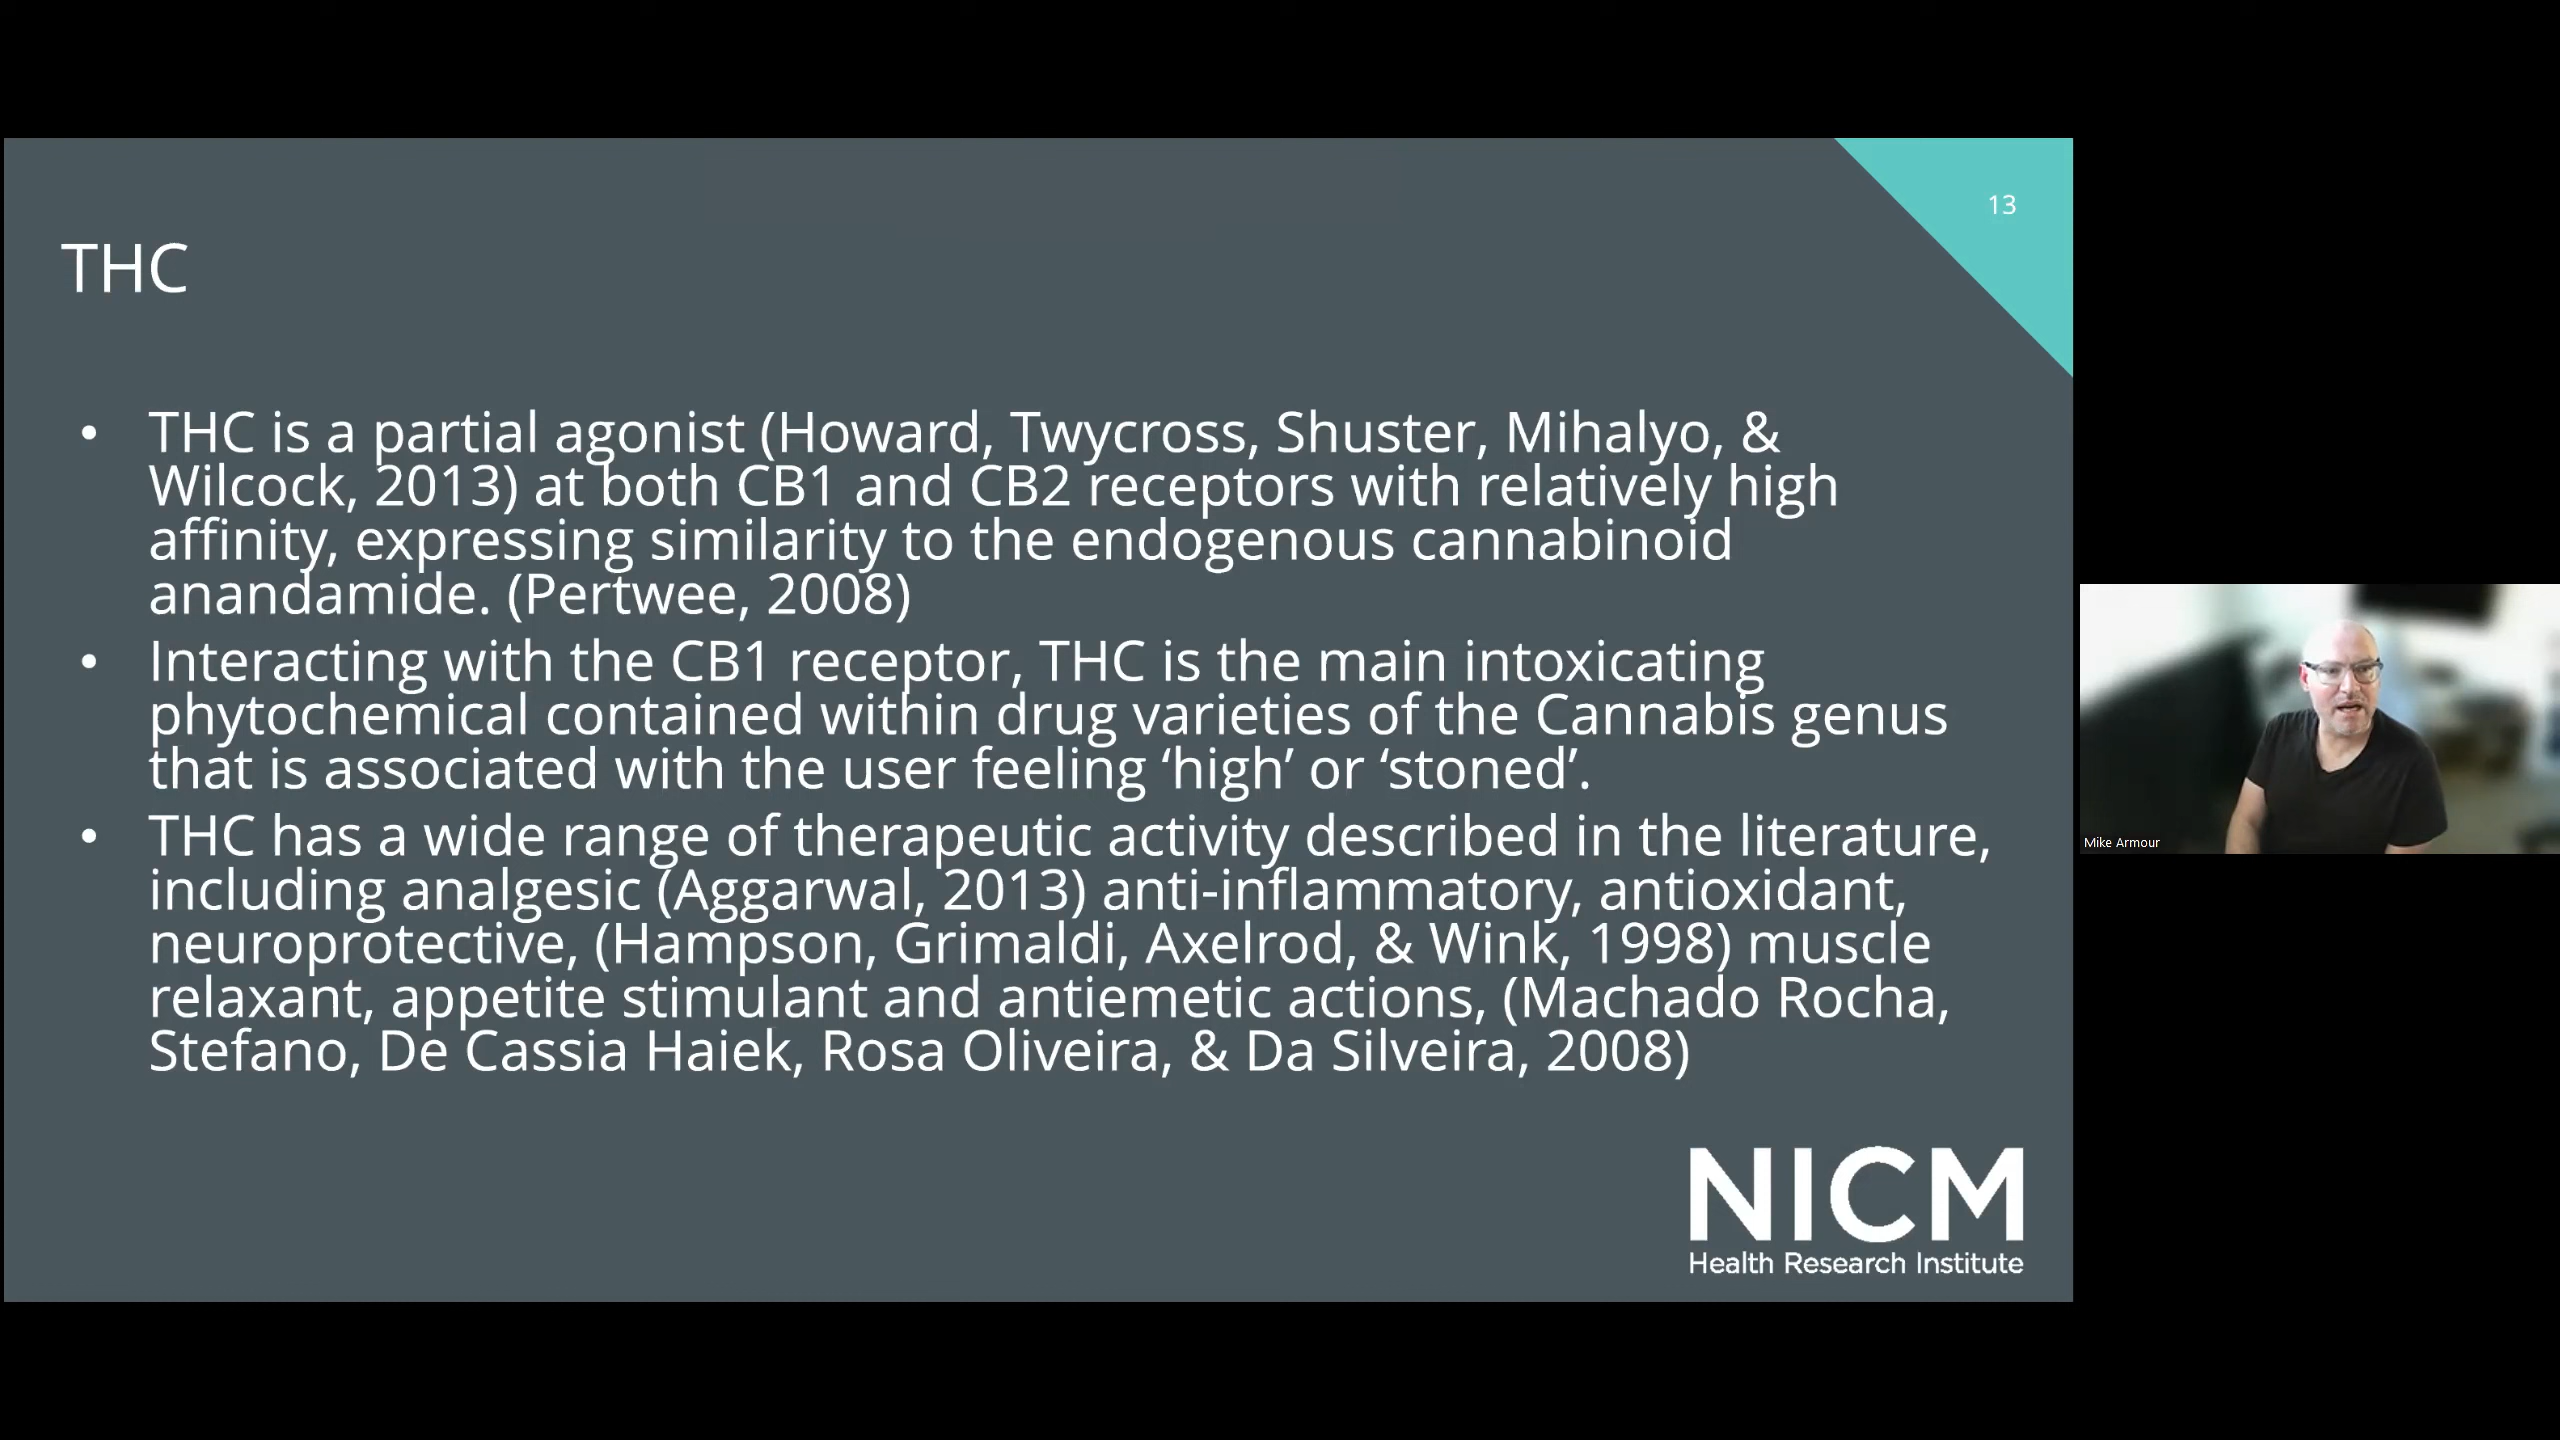 13
THC
• THC is a partial agonist (Howard, Twycross, Shuster, Mihalyo, &
Wilcock, 2013) at both CB1 and CB2 receptors with relatively high
affinity, expressing similarity to the endogenous cannabinoid
anandamide. (Pertwee, 2008)
• Interacting with the CB1 receptor, THC is the main intoxicating
phytochemical contained within drug varieties of the Cannabis genus
that is associated with the user feeling ‘high’ or ‘stoned’.
• THC has a wide range of therapeutic activity described in the literature,
including analgesic (Aggarwal, 2013) anti-inflammatory, antioxidant,
neuroprotective, (Hampson, Grimaldi, Axelrod, & Wink, 1998) muscle
relaxant, appetite stimulant and antiemetic actions, (Machado Rocha,
Stefano, De Cassia Haiek, Rosa Oliveira, & Da Silveira, 2008)
NICM
Health Research Institute
Mike Armour